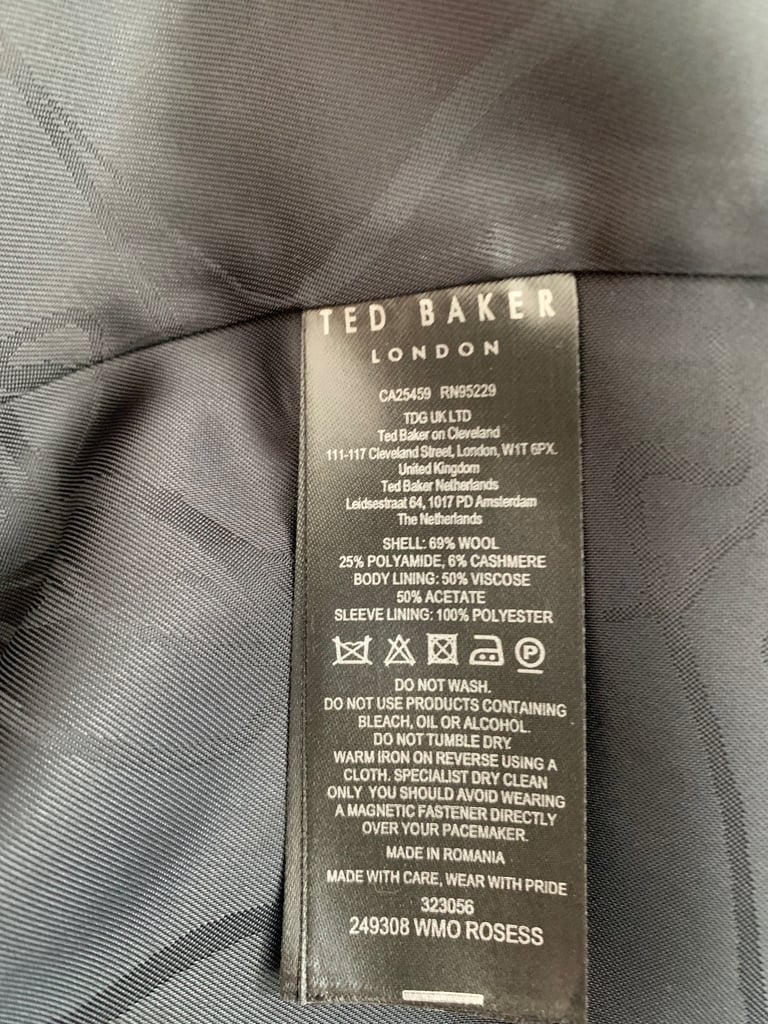 TED BAKER
LONDON
CA25459 RN95229
TDG UK LTD
Ted Baker on Cleveland
111-117 Cleveland Street, London, W1T 6PX.
United Kingdom
Ted Baker Netherlands
Leidsestraat 64, 1017 PD Amsterdam
The Netherlands
SHELL: 69% WOOL
25% POLYAMIDE, 6% CASHMERE
BODY LINING: 50% VISCOSE
50% ACETATE
SLEEVE LINING: 100% POLYESTER
P
DO NOT WASH.
DO NOT USE PRODUCTS CONTAINING
BLEACH, OIL OR ALCOHOL.
DO NOT TUMBLE DRY.
WARM IRON ON REVERSE USING A
CLOTH. SPECIALIST DRY CLEAN
ONLY YOU SHOULD AVOID WEARING
A MAGNETIC FASTENER DIRECTLY
OVER YOUR PACEMAKER.
MADE IN ROMANIA
MADE WITH CARE, WEAR WITH PRIDE
323056
249308 WMO ROSESS